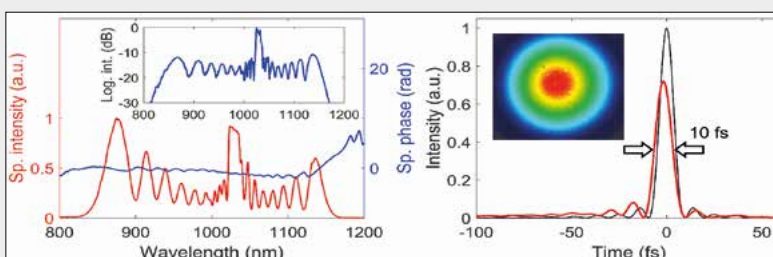 Log. int. (dB)
0
-10
-20
-30
800 1000 1200
Sp. intensity (a.u.)
1
0.5
0
800 900 1000 1100 1200
Wavelength (nm)
Sp. phase (rad)
20
0
Intensity (a.u.)
1
0.8
0.6
0.4
0.2
0
-100 -50 0 50
Time (fs)
10 fs